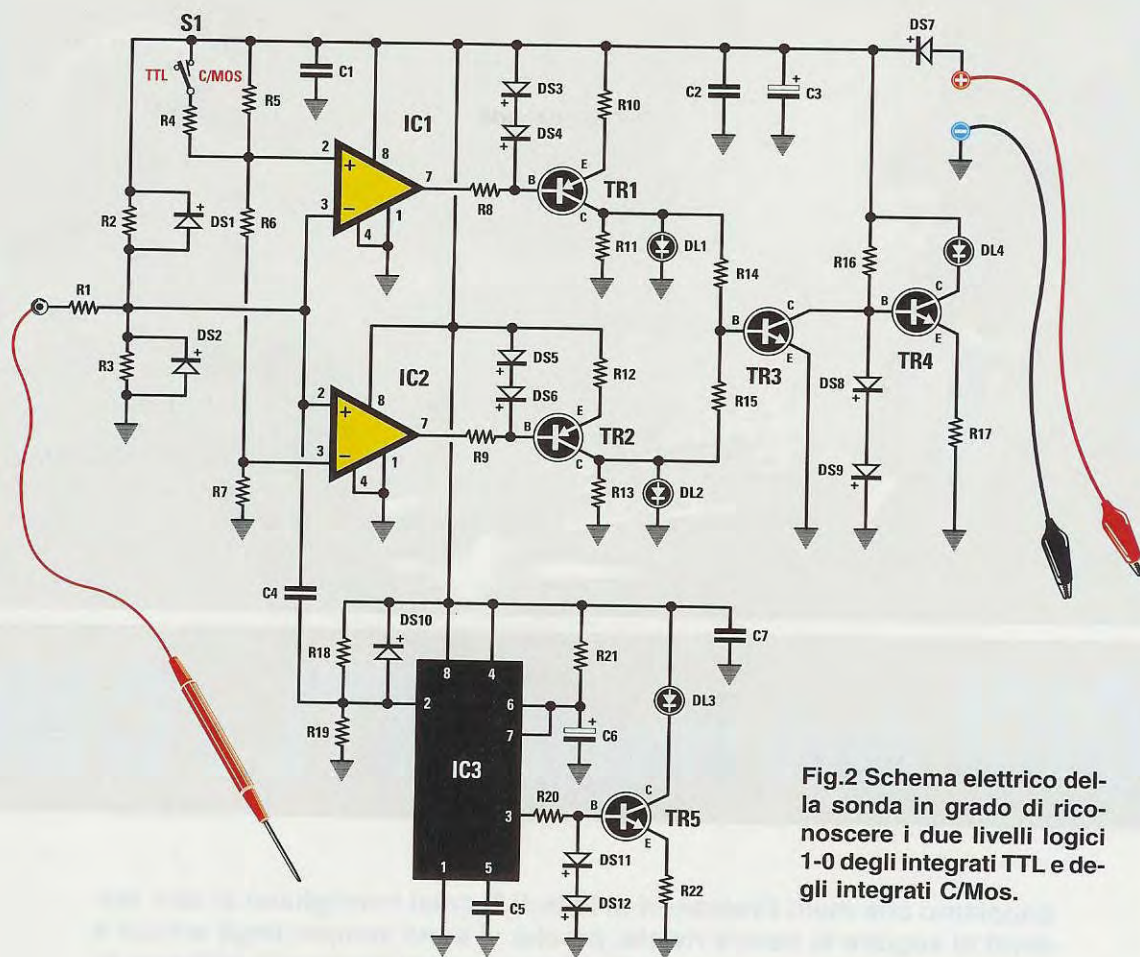 S1
DS7
TTL
C/MOS
R4
R5
C1
DS3
DS4
R10
C2
C3
IC1
2
8
7
3
4
1
R8
B
E
C
TR1
R2
DS1
R6
R11
DL1
R14
R16
DL4
R1
DS2
R3
B
C
E
TR3
B
C
E
TR4
DS5
DS6
R12
IC2
2
8
7
3
4
1
R9
B
E
C
TR2
R15
DS8
DS9
R17
R7
R13
DL2
C4
R18
DS10
R21
C7
8
4
2
6
7
R19
C6
DL3
IC3
3
R20
B
C
E
TR5
1
5
C5
DS11
DS12
R22
Fig.2 Schema elettrico del-
la sonda in grado di rico-
noscere i due livelli logici
1-0 degli integrati TTL e de-
gli integrati C/Mos.